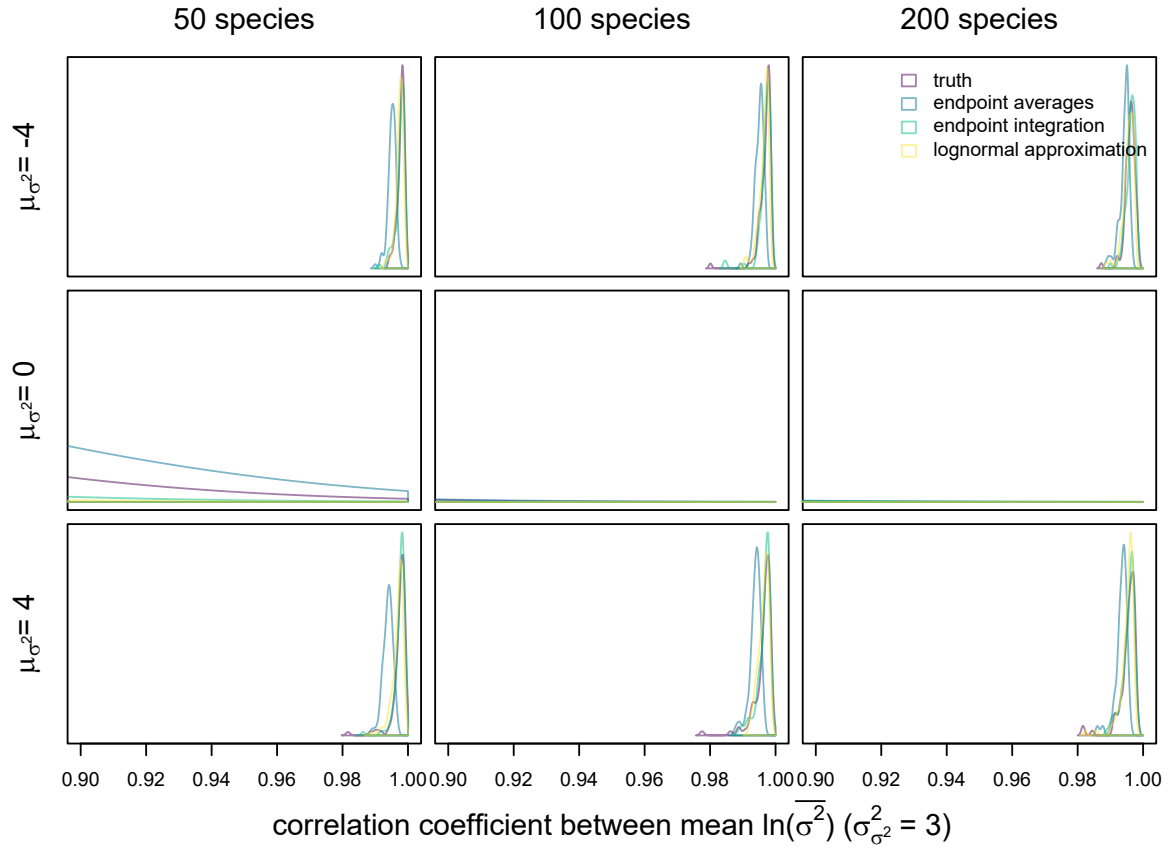 50 species 100 species 200 species
μσ²= -4
truth
endpoint averages
endpoint integration
lognormal approximation
μσ²= 0
μσ²= 4
0.90 0.92 0.94 0.96 0.98 1.00 0.90 0.92 0.94 0.96 0.98 1.00 0.90 0.92 0.94 0.96 0.98 1.00
correlation coefficient between mean ln(σ̅²) (σ²σ² = 3)